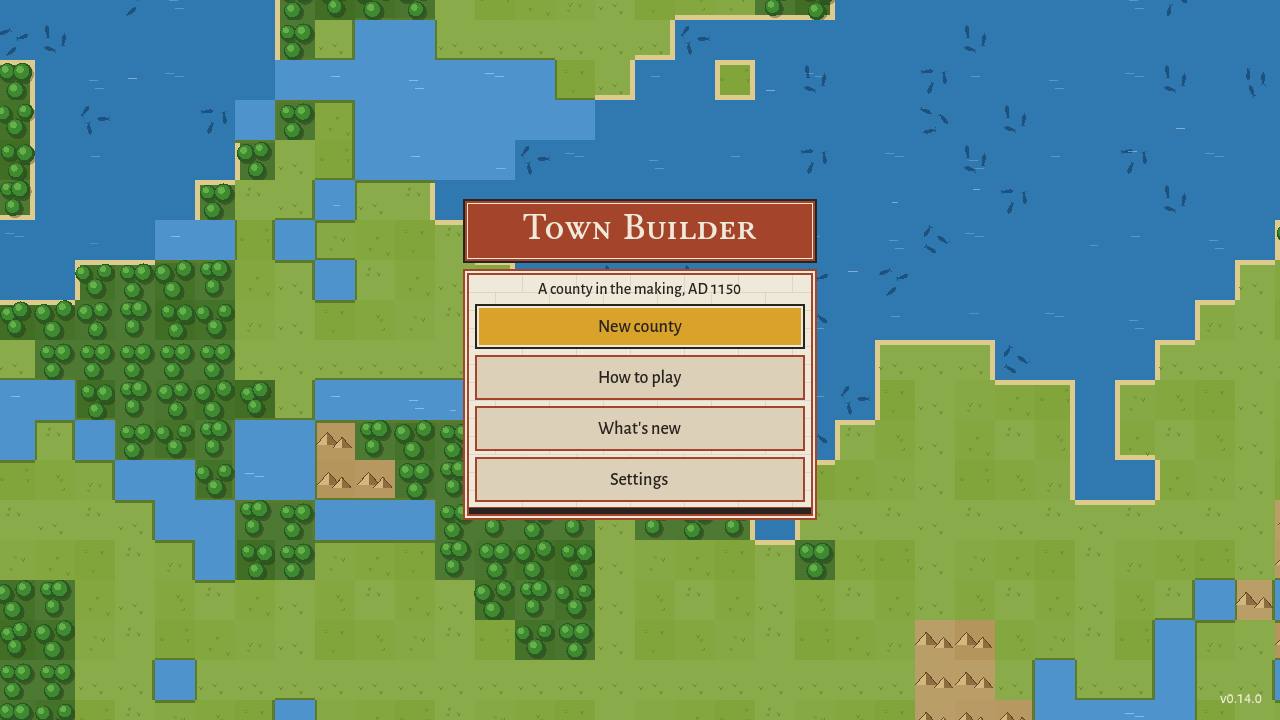 Town Builder
A county in the making, AD 1150
New county
How to play
What's new
Settings
v0.14.0